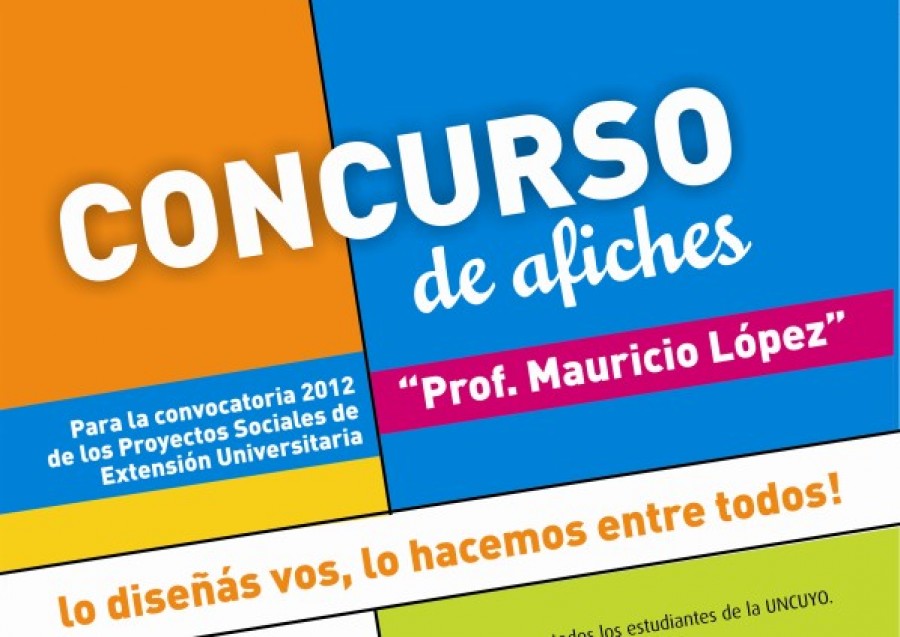 CONCURSO
de afiches
“Prof. Mauricio López”
Para la convocatoria 2012
de los Proyectos Sociales de
Extensión Universitaria
lo diseñás vos, lo hacemos entre todos!
los estudiantes de la UNCUYO.